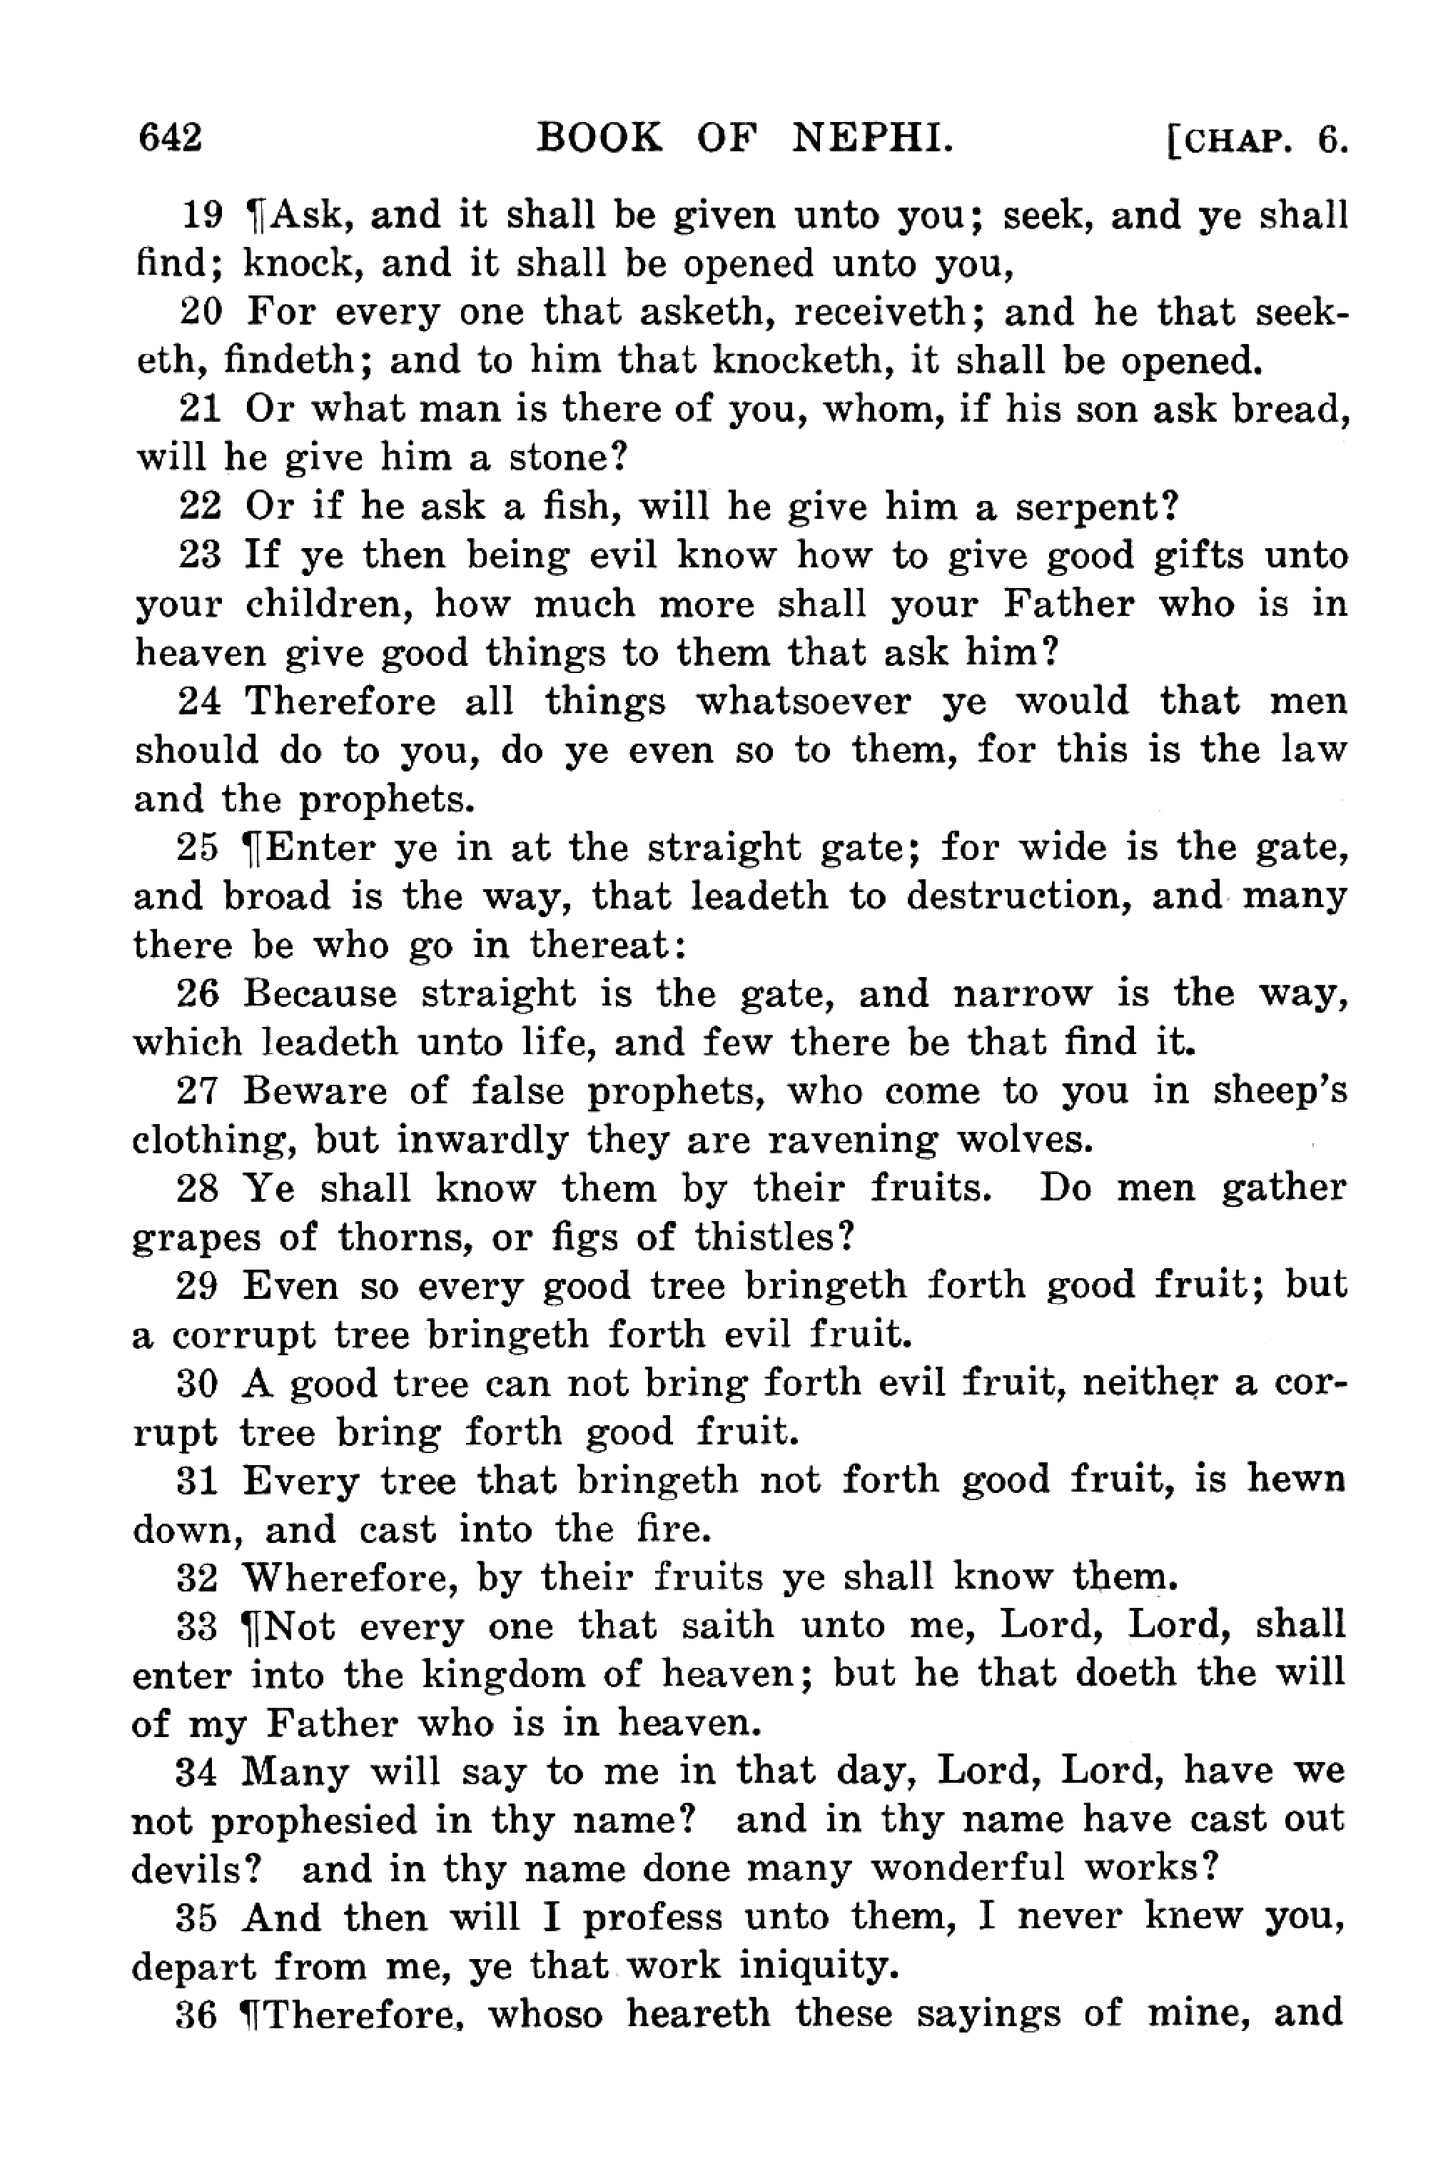 642 BOOK OF NEPHI. [CHAP. 6.
19 ¶Ask, and it shall be given unto you; seek, and ye shall
find; knock, and it shall be opened unto you,
20 For every one that asketh, receiveth; and he that seek-
eth, findeth; and to him that knocketh, it shall be opened.
21 Or what man is there of you, whom, if his son ask bread,
will he give him a stone?
22 Or if he ask a fish, will he give him a serpent?
23 If ye then being evil know how to give good gifts unto
your children, how much more shall your Father who is in
heaven give good things to them that ask him?
24 Therefore all things whatsoever ye would that men
should do to you, do ye even so to them, for this is the law
and the prophets.
25 ¶Enter ye in at the straight gate; for wide is the gate,
and broad is the way, that leadeth to destruction, and many
there be who go in thereat:
26 Because straight is the gate, and narrow is the way,
which leadeth unto life, and few there be that find it.
27 Beware of false prophets, who come to you in sheep's
clothing, but inwardly they are ravening wolves.
28 Ye shall know them by their fruits. Do men gather
grapes of thorns, or figs of thistles?
29 Even so every good tree bringeth forth good fruit; but
a corrupt tree bringeth forth evil fruit.
30 A good tree can not bring forth evil fruit, neither a cor-
rupt tree bring forth good fruit.
31 Every tree that bringeth not forth good fruit, is hewn
down, and cast into the fire.
32 Wherefore, by their fruits ye shall know them.
33 ¶Not every one that saith unto me, Lord, Lord, shall
enter into the kingdom of heaven; but he that doeth the will
of my Father who is in heaven.
34 Many will say to me in that day, Lord, Lord, have we
not prophesied in thy name? and in thy name have cast out
devils? and in thy name done many wonderful works?
35 And then will I profess unto them, I never knew you,
depart from me, ye that work iniquity.
36 ¶Therefore, whoso heareth these sayings of mine, and